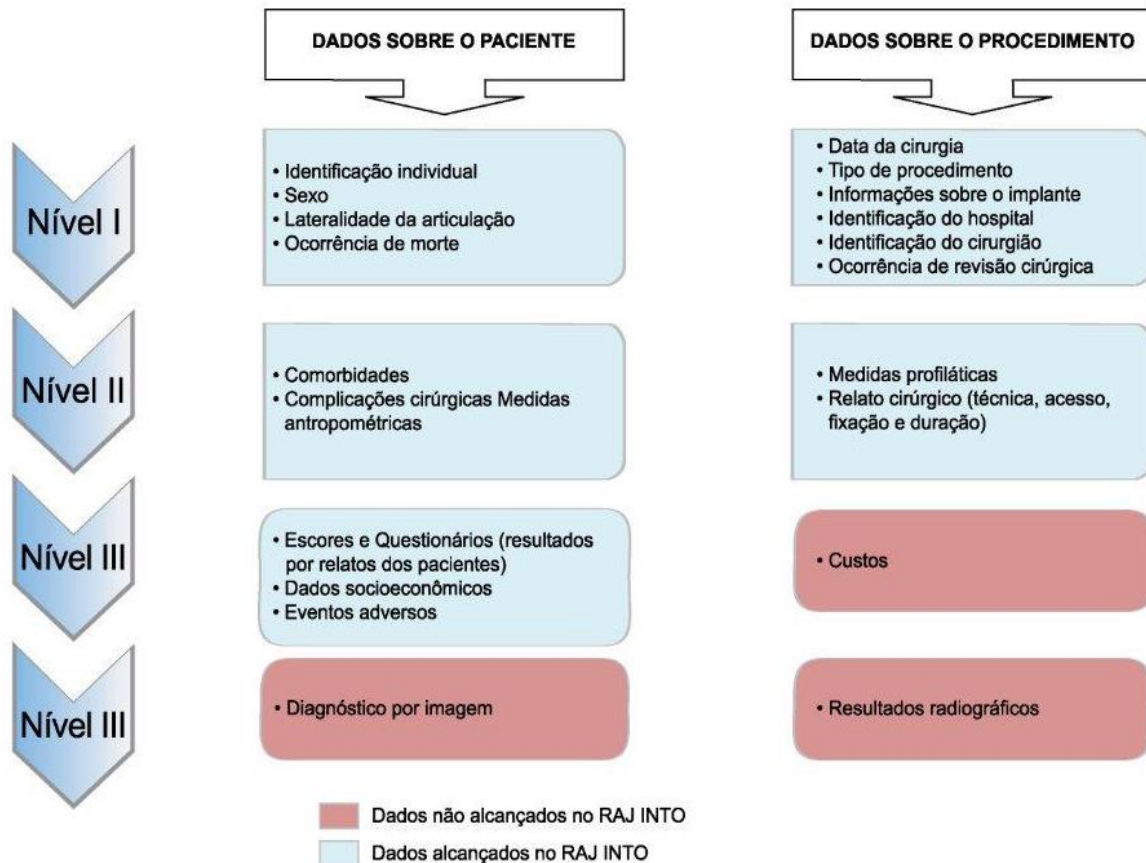 DADOS SOBRE O PACIENTE
DADOS SOBRE O PROCEDIMENTO
Nível I
• Identificação individual
• Sexo
• Lateralidade da articulação
• Ocorrência de morte
• Data da cirurgia
• Tipo de procedimento
• Informações sobre o implante
• Identificação do hospital
• Identificação do cirurgião
• Ocorrência de revisão cirúrgica
Nível II
• Comorbidades
• Complicações cirúrgicas Medidas
antropométricas
• Medidas profiláticas
• Relato cirúrgico (técnica, acesso,
fixação e duração)
Nível III
• Escores e Questionários (resultados
por relatos dos pacientes)
• Dados socioeconômicos
• Eventos adversos
• Custos
Nível III
• Diagnóstico por imagem
• Resultados radiográficos
Dados não alcançados no RAJ INTO
Dados alcançados no RAJ INTO